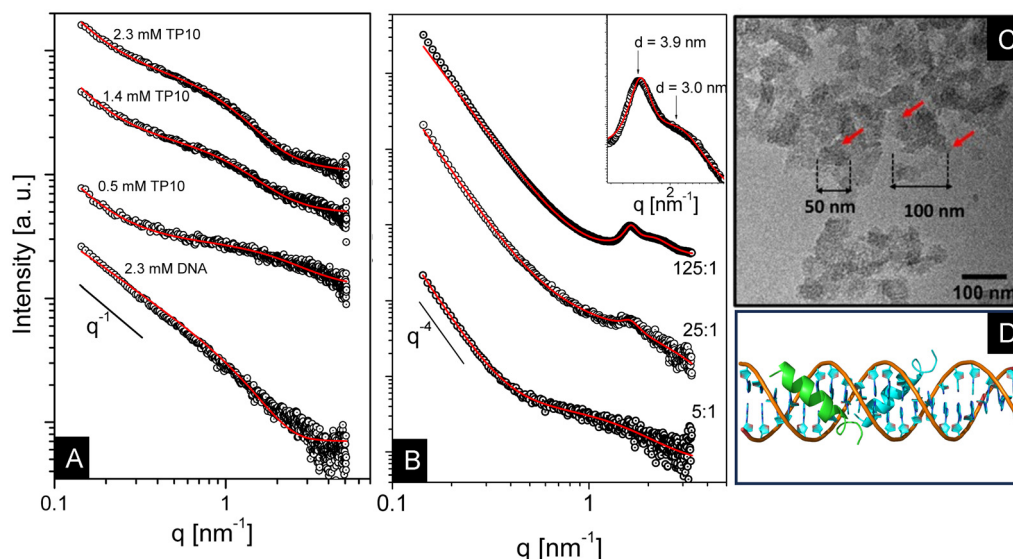 Intensity [a. u.]
2.3 mM TP10
1.4 mM TP10
0.5 mM TP10
2.3 mM DNA
q⁻¹
A
0.1
1
q [nm⁻¹]
d = 3.9 nm
d = 3.0 nm
2
q [nm⁻¹]
125:1
25:1
q⁻⁴
5:1
B
0.1
1
q [nm⁻¹]
C
50 nm
100 nm
100 nm
D